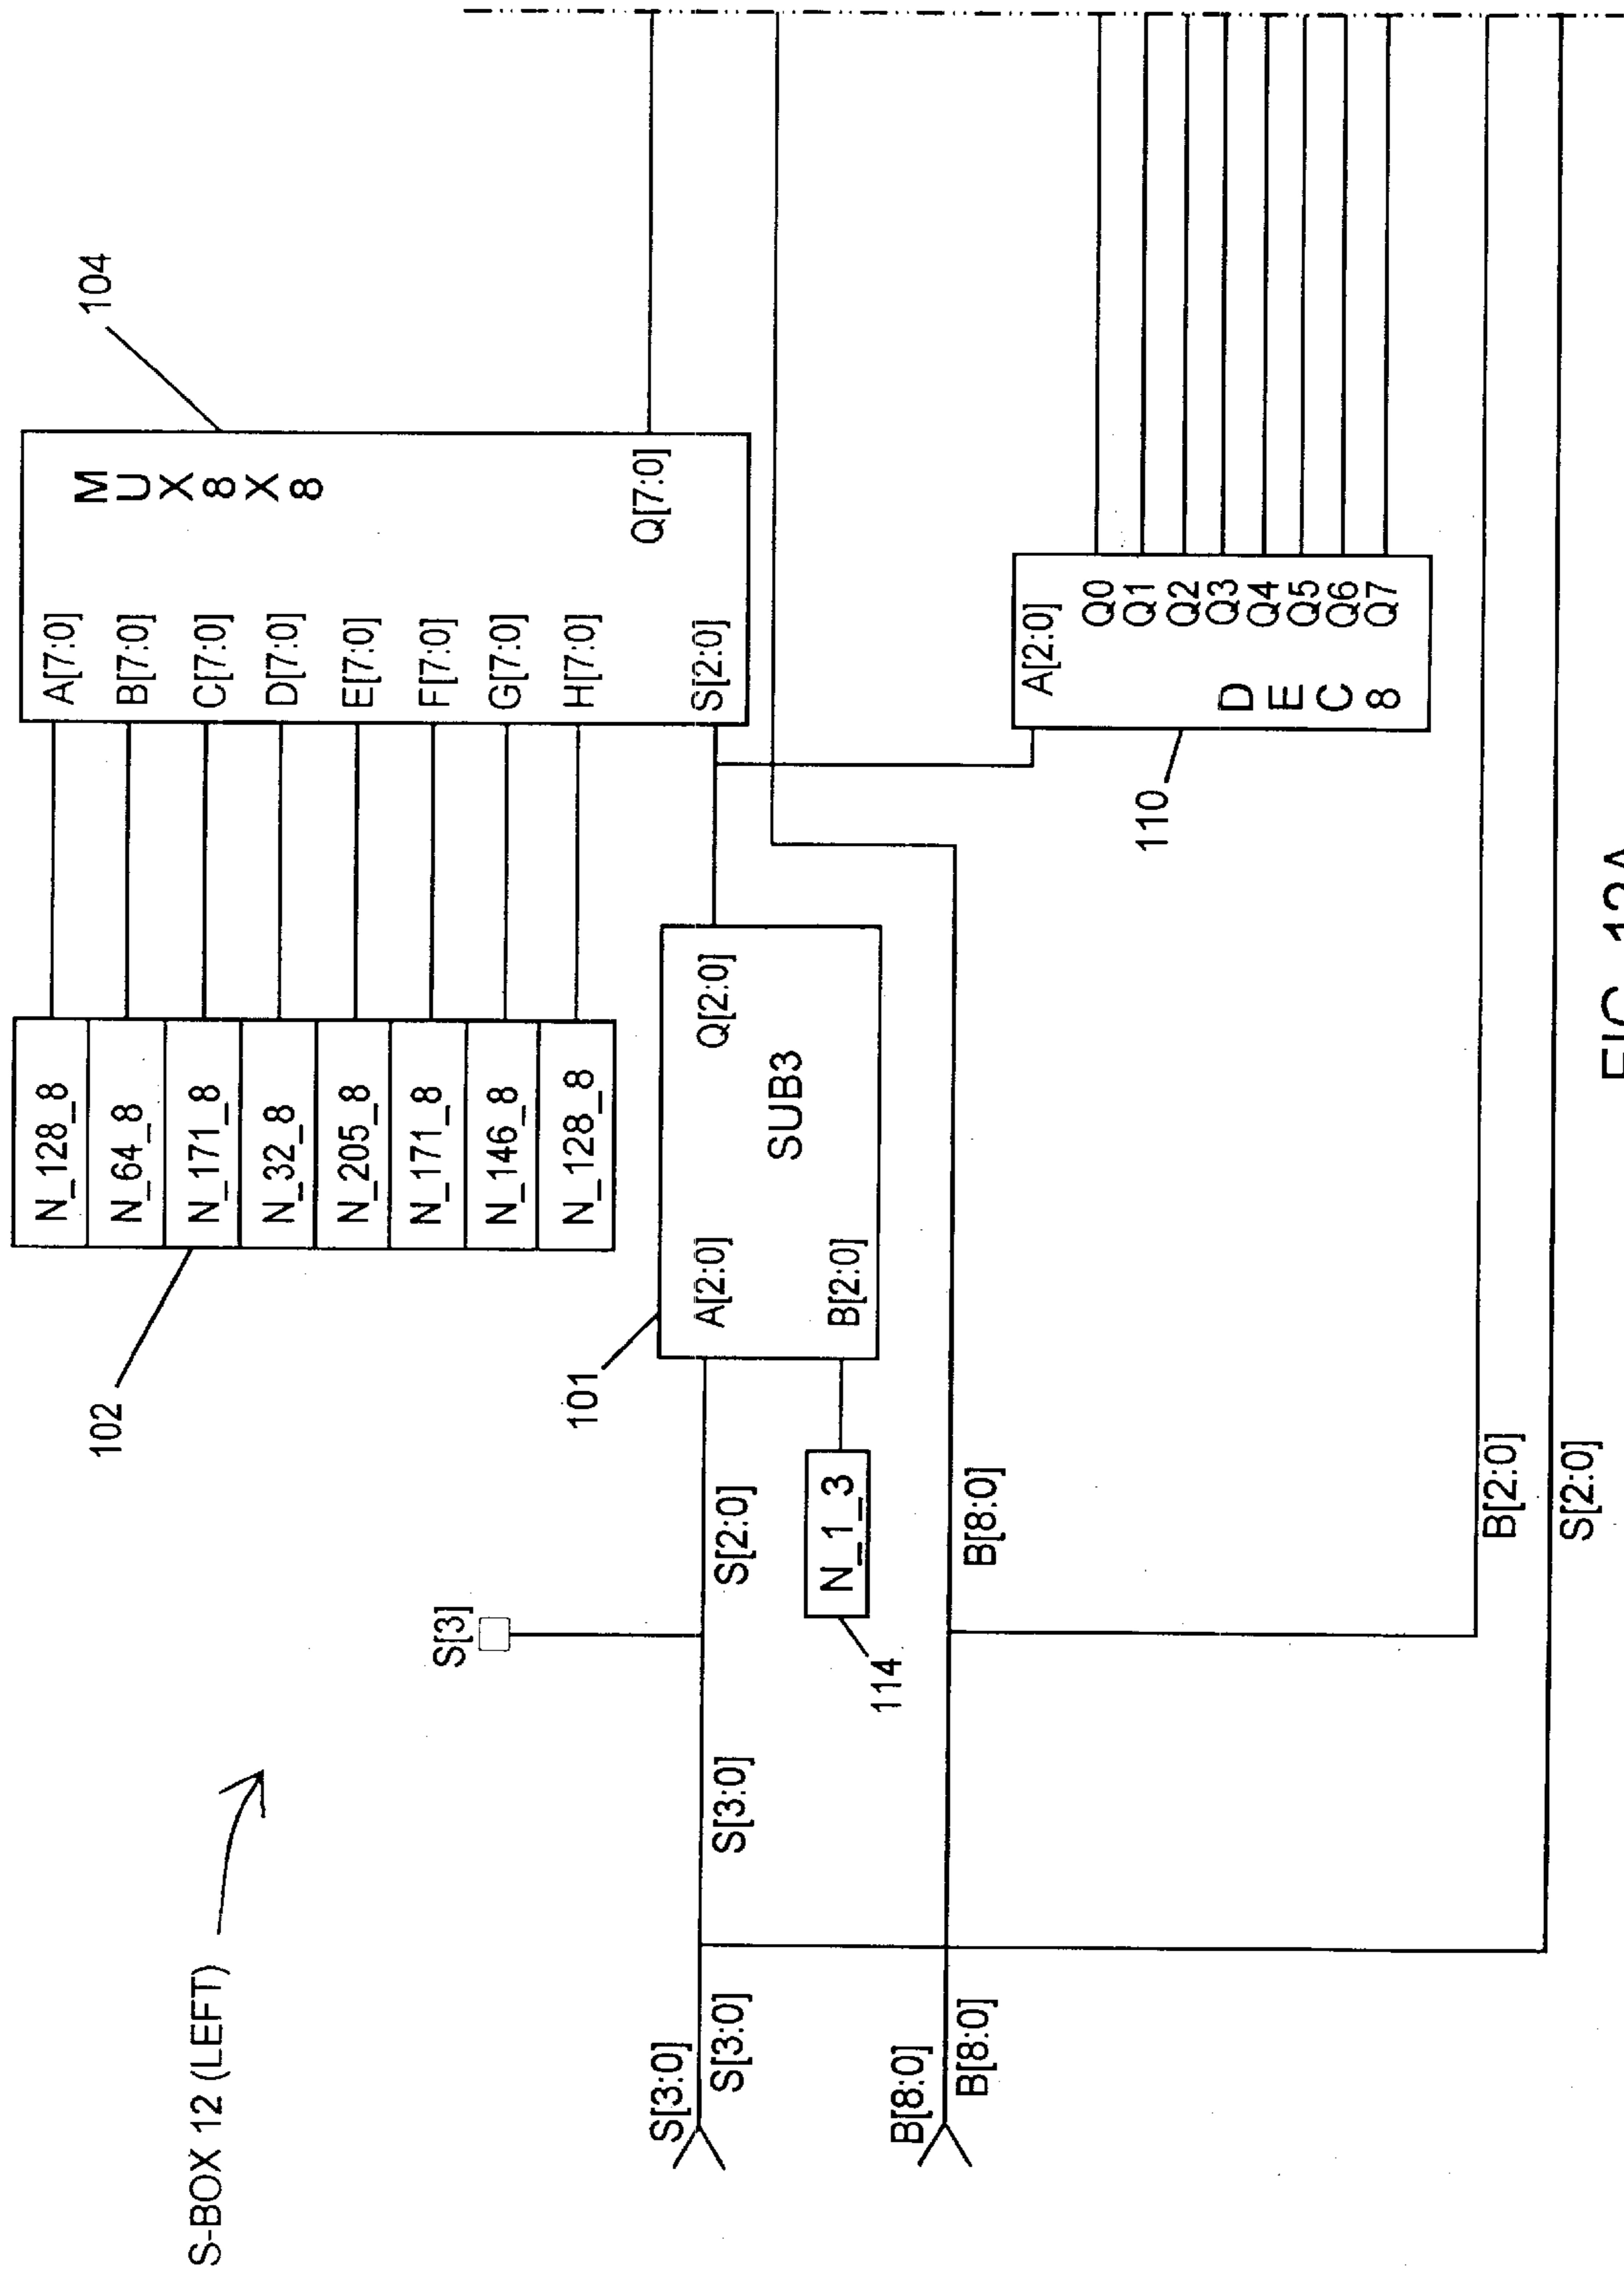 S-BOX 12 (LEFT)
102
N_128_8
N_64_8
N_171_8
N_32_8
N_205_8
N_171_8
N_146_8
N_128_8
104
MUX8X8
A[7:0]
B[7:0]
C[7:0]
D[7:0]
E[7:0]
F[7:0]
G[7:0]
H[7:0]
S[2:0]
Q[7:0]
S[3]
S[3:0]
S[3:0]
S[3:0]
S[2:0]
101
A[2:0]
B[2:0]
SUB3
Q[2:0]
N_1_3
114
B[8:0]
B[8:0]
B[8:0]
110
A[2:0]
DEC8
Q0
Q1
Q2
Q3
Q4
Q5
Q6
Q7
B[2:0]
S[2:0]